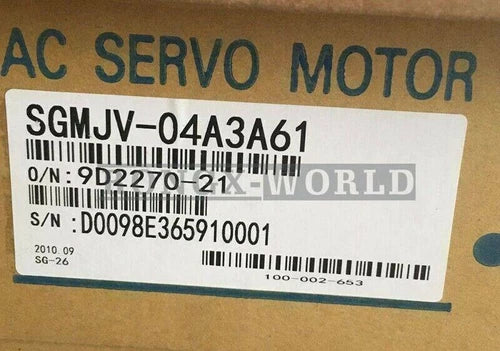 AC SERVO MOTOR
SGMJV-04A3A61
O/N: 9D2270-21
S/N: D0098E365910001
2010.09
SG-26
100-002-653